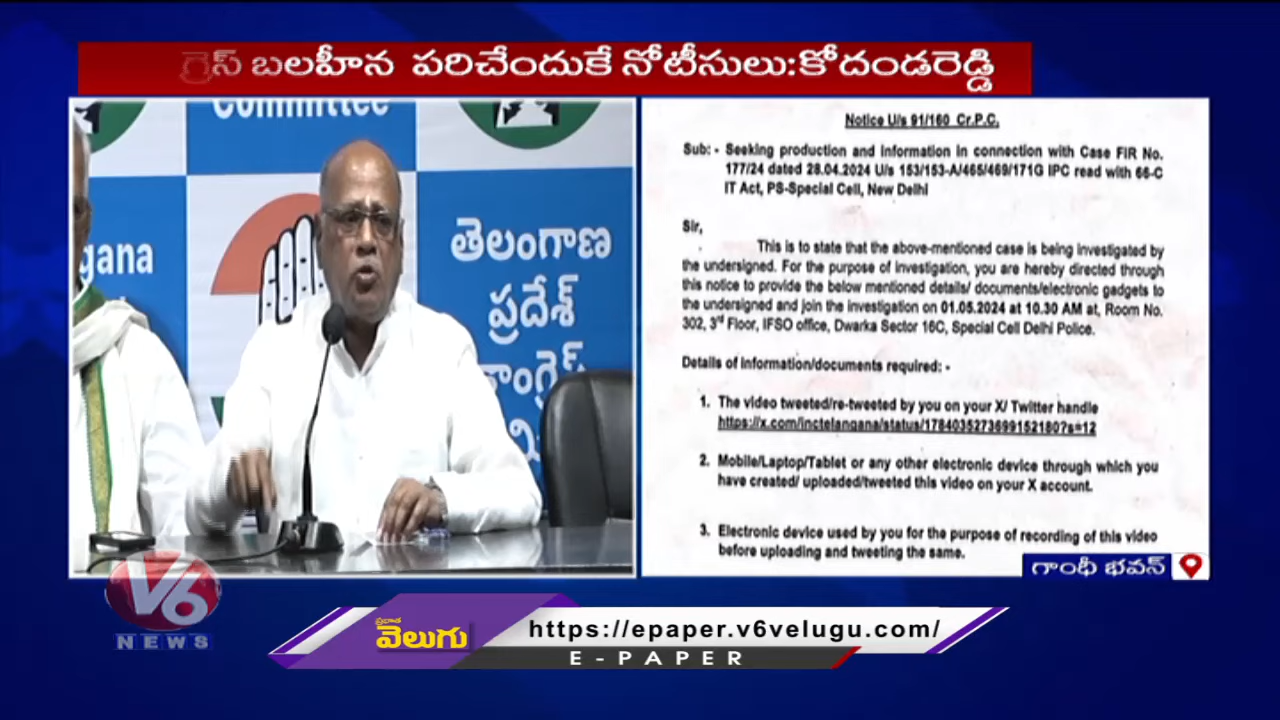 బలహీన పరిచేందుకే నోటీసులు:కోదండరెడ్డి
Committee
తెలంగాణ
ప్రదేశ్
Notice U/s 91/160 Cr.P.C.
Sub: - Seeking production and information in connection with Case FIR No.
177/24 dated 28.04.2024 U/s 153/153-A/465/469/171G IPC read with 66-C
IT Act, PS-Special Cell, New Delhi
Sir,
This is to state that the above-mentioned case is being investigated by
the undersigned. For the purpose of investigation, you are hereby directed through
this notice to provide the below mentioned details/ documents/electronic gadgets to
the undersigned and join the investigation on 01.05.2024 at 10.30 AM at, Room No.
302, 3rd Floor, IFSO office, Dwarka Sector 16C, Special Cell Delhi Police.
Details of information/documents required: -
1. The video tweeted/re-tweeted by you on your X/ Twitter handle
https://x.com/inctelangana/status/1784035273699152180?s=12
2. Mobile/Laptop/Tablet or any other electronic device through which you
have created/ uploaded/tweeted this video on your X account.
3. Electronic device used by you for the purpose of recording of this video
before uploading and tweeting the same.
గాంధీ భవన్
V6
NEWS
ప్రభాత
వెలుగు
https://epaper.v6velugu.com/
E-PAPER